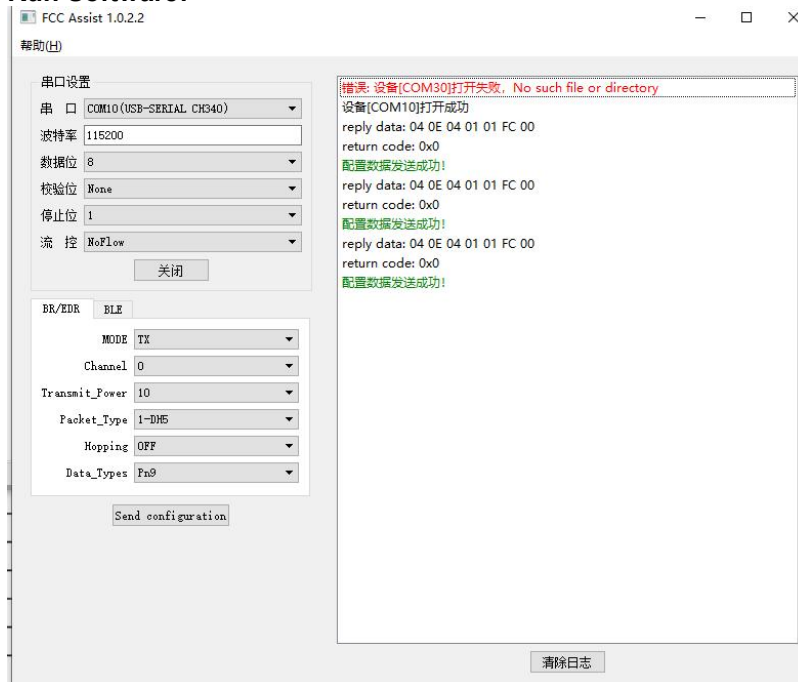 FCC Assist 1.0.2.2
帮助(H)
串口设置
串 口 COM10(USB-SERIAL CH340)
波特率 115200
数据位 8
校验位 None
停止位 1
流 控 NoFlow
关闭
BR/EDR BLE
MODE TX
Channel 0
Transmit_Power 10
Packet_Type 1-DH5
Hopping OFF
Data_Types Pn9
Send configuration
错误: 设备[COM30]打开失败，No such file or directory
设备[COM10]打开成功
reply data: 04 0E 04 01 01 FC 00
return code: 0x0
配置数据发送成功!
reply data: 04 0E 04 01 01 FC 00
return code: 0x0
配置数据发送成功!
reply data: 04 0E 04 01 01 FC 00
return code: 0x0
配置数据发送成功!
清除日志